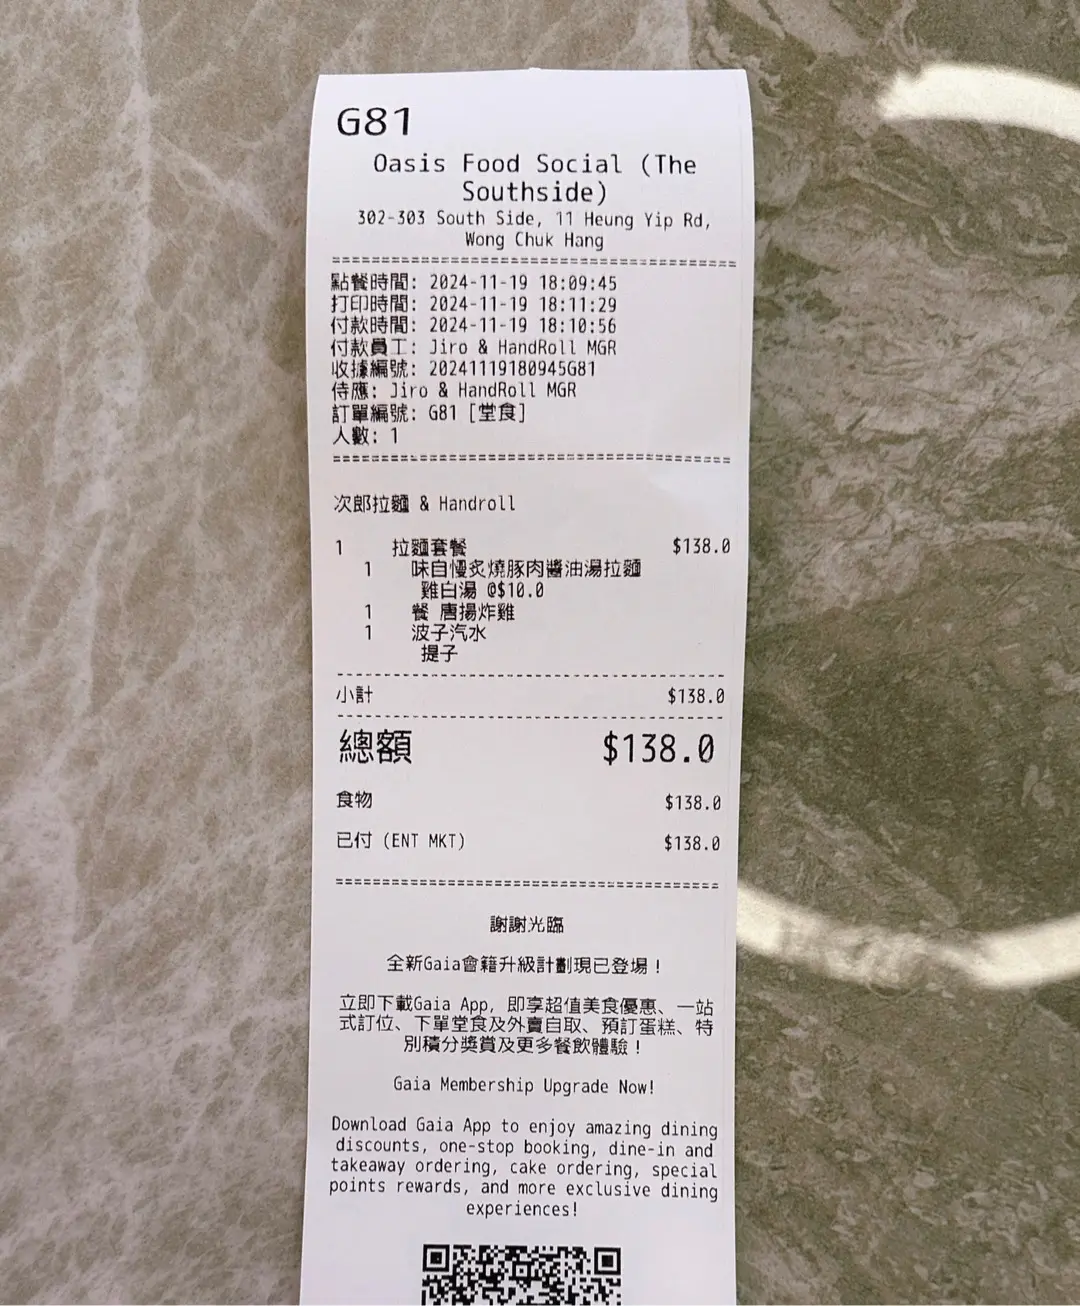 G81
Oasis Food Social (The
Southside)
302-303 South Side, 11 Heung Yip Rd,
Wong Chuk Hang
點餐時間: 2024-11-19 18:09:45
打印時間: 2024-11-19 18:11:29
付款時間: 2024-11-19 18:10:56
付款員工: Jiro & HandRoll MGR
收據編號: 20241119180945G81
侍應: Jiro & HandRoll MGR
訂單編號: G81 [堂食]
人數: 1
次郎拉麵 & Handroll
1 拉麵套餐 $138.0
1 味自慢炙燒豚肉醬油湯拉麵
雞白湯 @$10.0
1 餐 唐揚炸雞
1 波子汽水
提子
小計 $138.0
總額 $138.0
食物 $138.0
已付 (ENT MKT) $138.0
謝謝光臨
全新Gaia會籍升級計劃現已登場！
立即下載Gaia App, 即享超值美食優惠、一站
式訂位、下單堂食及外賣自取、預訂蛋糕、特
別積分獎賞及更多餐飲體驗！
Gaia Membership Upgrade Now!
Download Gaia App to enjoy amazing dining
discounts, one-stop booking, dine-in and
takeaway ordering, cake ordering, special
points rewards, and more exclusive dining
experiences!